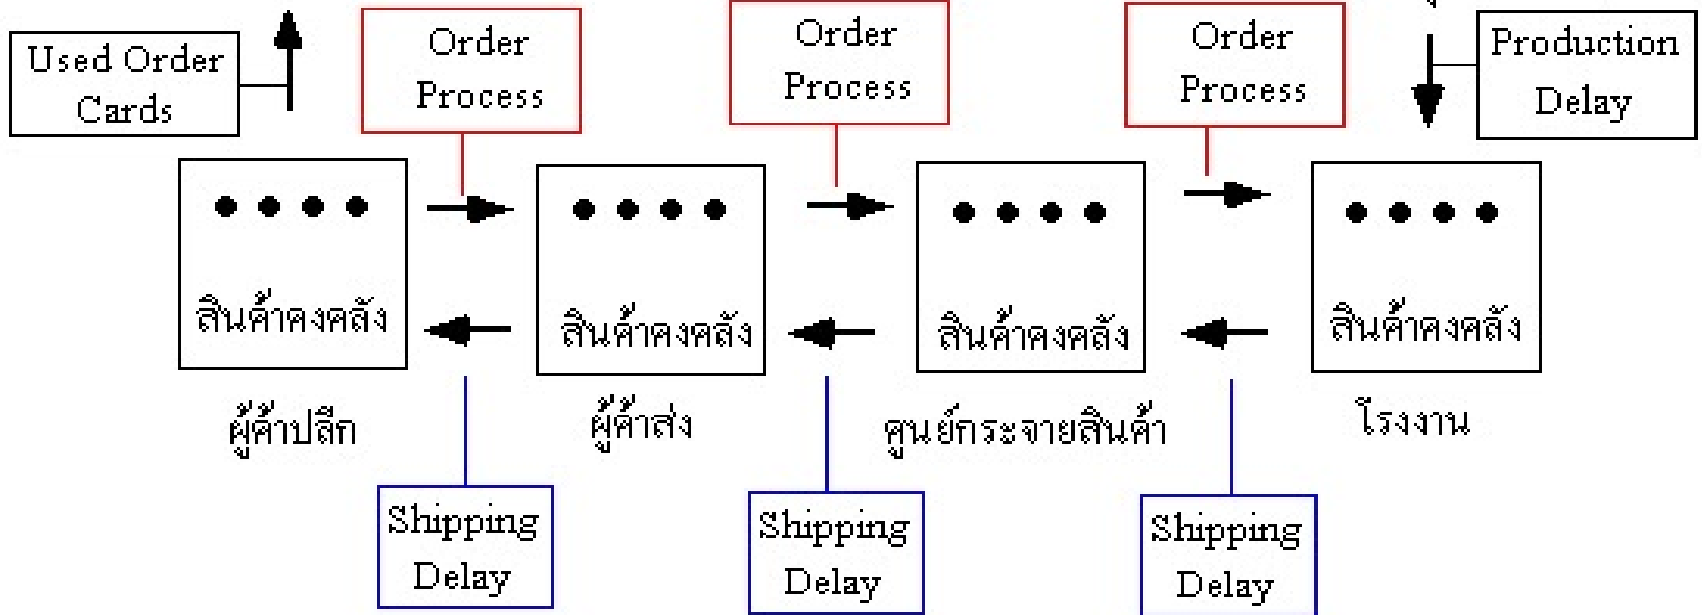 Used Order
Cards
Order
Process
Order
Process
Order
Process
Production
Delay
สินค้าคงคลัง
สินค้าคงคลัง
สินค้าคงคลัง
สินค้าคงคลัง
ผู้ค้าปลีก
ผู้ค้าส่ง
ศูนย์กระจายสินค้า
โรงงาน
Shipping
Delay
Shipping
Delay
Shipping
Delay